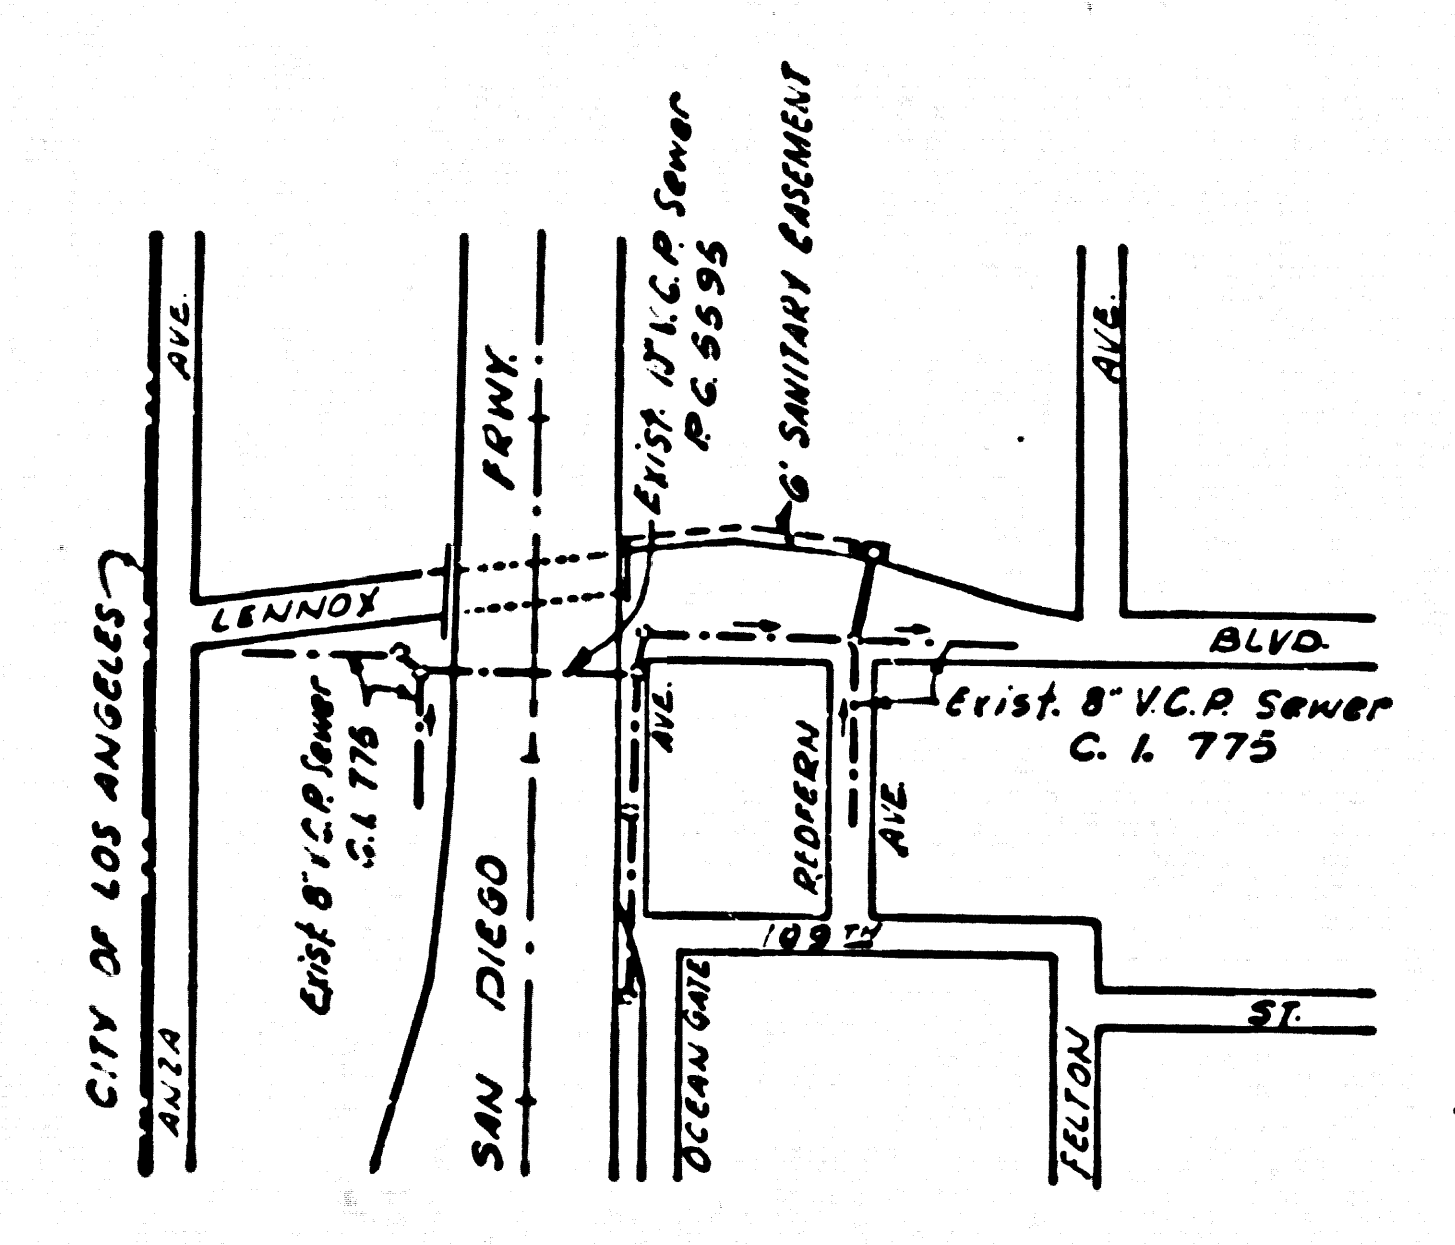 AVE.
FRWY.
Exist. V.C.P. Sewer
P.C. 5595
6' SANITARY EASEMENT
AVE.
CITY OF LOS ANGELES
LENNOX
BLVD.
Exist. 8" V.C.P. Sewer
C. I. 775
Exist. 8" V.C.P. Sewer
C. I. 775
AVE.
REDFERN
AVE.
SAN DIEGO
109TH
ST.
ANZA
OCEAN GATE
FELTON